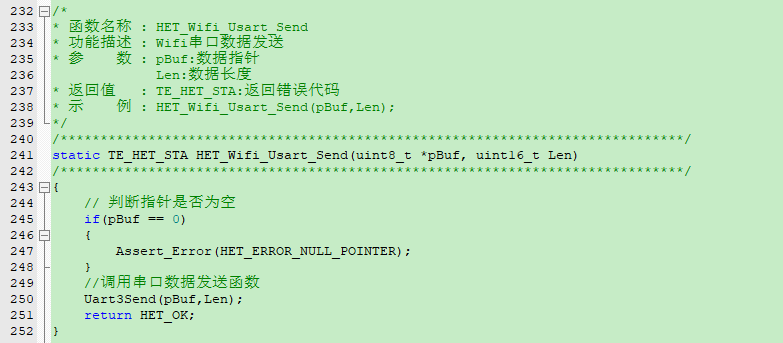 232 /*
233 * 函数名称 : HET_Wifi_Usart_Send
234 * 功能描述 : Wifi串口数据发送
235 * 参    数 : pBuf:数据指针
236             Len:数据长度
237 * 返回值   : TE_HET_STA:返回错误代码
238 * 示    例 : HET_Wifi_Usart_Send(pBuf,Len);
239 */
240 /******************************************************************************/
241 static TE_HET_STA HET_Wifi_Usart_Send(uint8_t *pBuf, uint16_t Len)
242 /******************************************************************************/
243 {
244     // 判断指针是否为空
245     if(pBuf == 0)
246     {
247         Assert_Error(HET_ERROR_NULL_POINTER);
248     }
249     //调用串口数据发送函数
250     Uart3Send(pBuf,Len);
251     return HET_OK;
252 }